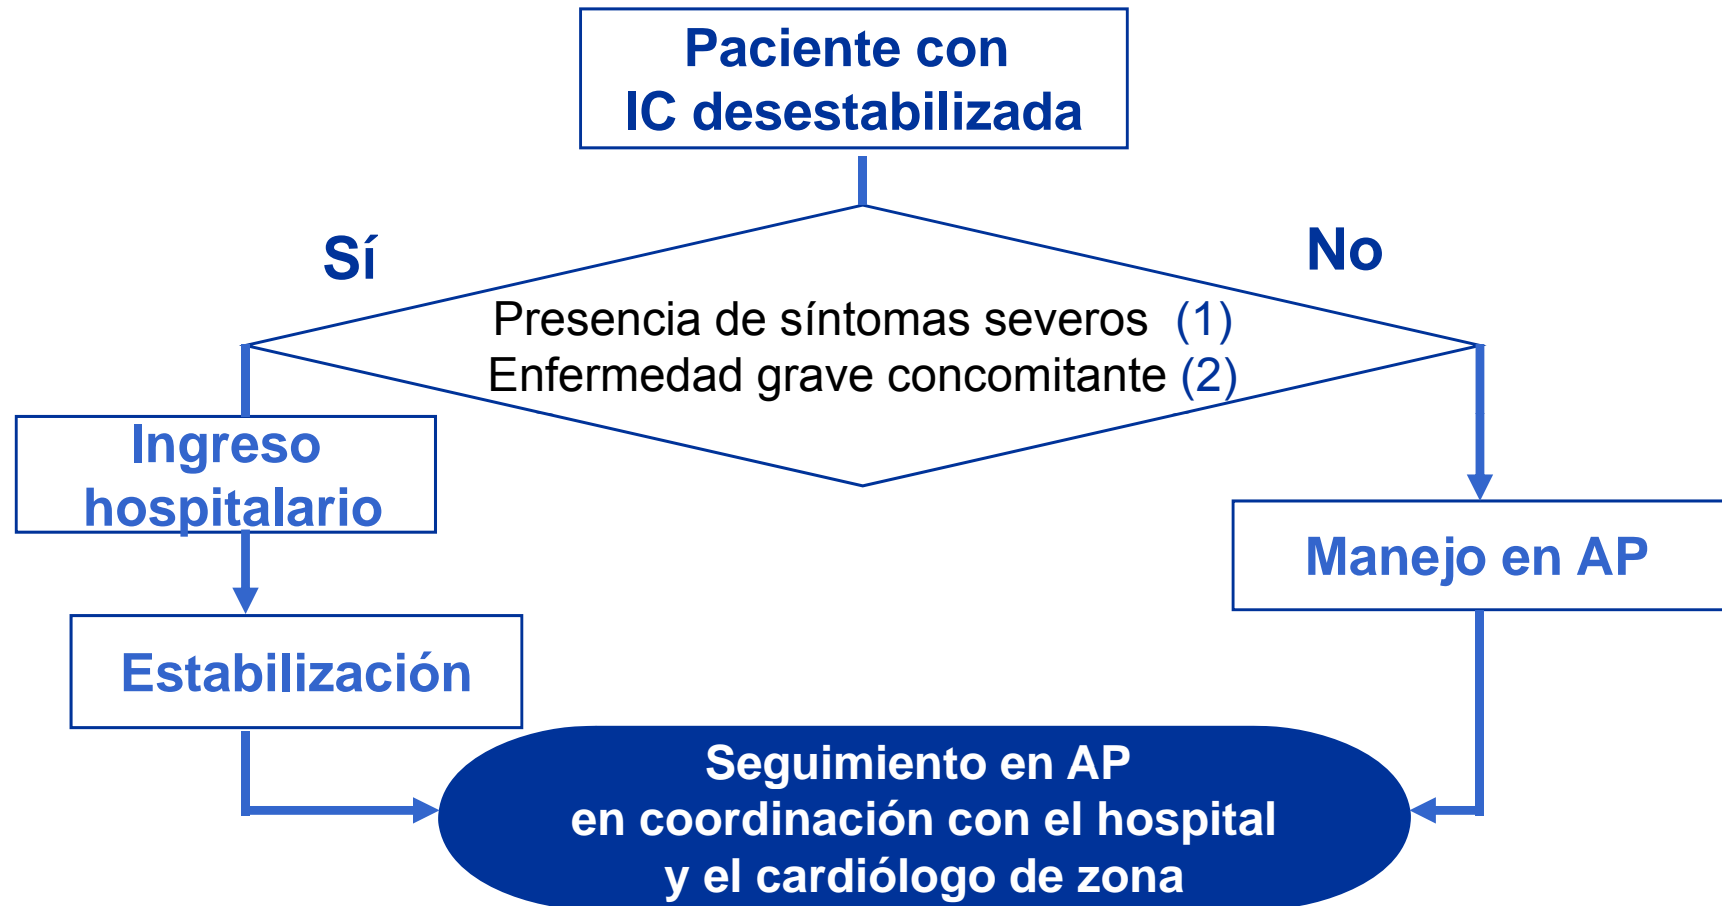 Paciente con
IC desestabilizada
Sí
No
Presencia de síntomas severos (1)
Enfermedad grave concomitante (2)
Ingreso
hospitalario
Manejo en AP
Estabilización
Seguimiento en AP
en coordinación con el hospital
y el cardiólogo de zona